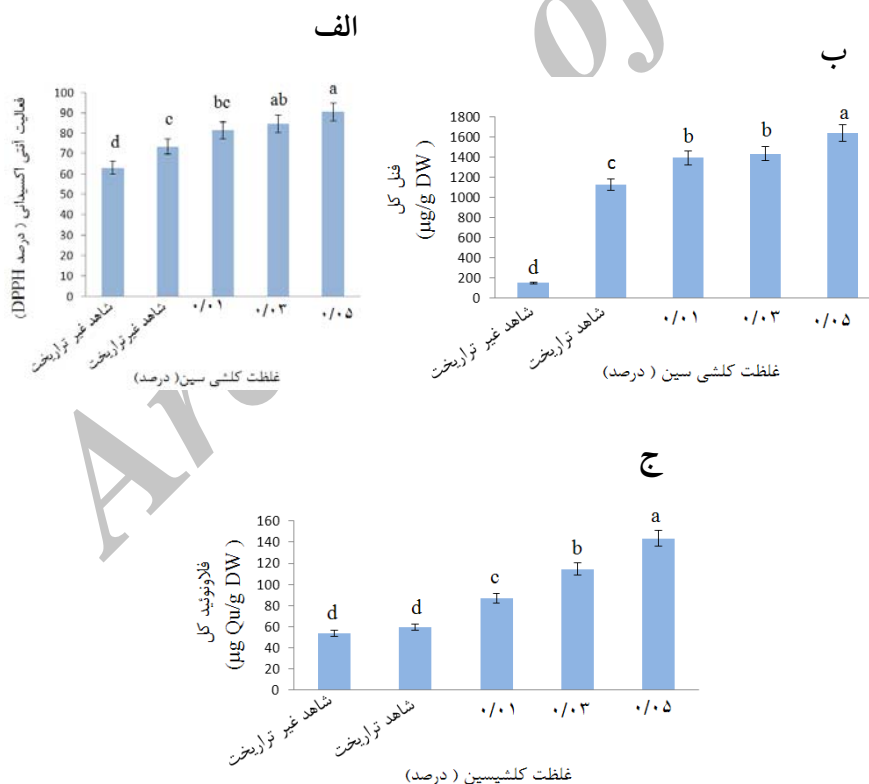 الف
فعالیت آنتی اکسیدانی ( درصد DPPH)
100
90
80
70
60
50
40
30
20
10
0
d
c
bc
ab
a
شاهد غیر تراریخت
شاهد غیرتراریخت
۰/۰۱
۰/۰۳
۰/۰۵
غلظت کلشی سین( درصد)
ب
فنل کل
(µg/g DW )
1800
1600
1400
1200
1000
800
600
400
200
0
d
c
b
b
a
شاهد غیر تراریخت
شاهد تراریخت
۰/۰۱
۰/۰۳
۰/۰۵
غلظت کلشی سین ( درصد)
ج
فلاونوئید کل
(µg Qu/g DW )
160
140
120
100
80
60
40
20
0
d
d
c
b
a
شاهد غیر تراریخت
شاهد تراریخت
۰/۰۱
۰/۰۳
۰/۰۵
غلظت کلشیسین ( درصد)